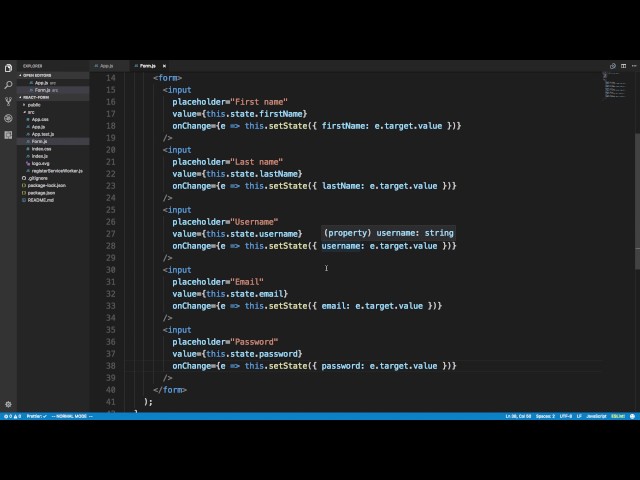 EXPLORER
OPEN EDITORS
App.js src
Form.js src
REACT-FORM
public
src
App.css
App.js
App.test.js
Form.js
index.css
index.js
logo.svg
registerServiceWorker.js
.gitignore
package-lock.json
package.json
README.md
App.js
Form.js
14 <form>
15 <input
16 placeholder="First name"
17 value={this.state.firstName}
18 onChange={e => this.setState({ firstName: e.target.value })}
19 />
20 <input
21 placeholder="Last name"
22 value={this.state.lastName}
23 onChange={e => this.setState({ lastName: e.target.value })}
24 />
25 <input
26 placeholder="Username"
27 value={this.state.username}
(property) username: string
28 onChange={e => this.setState({ username: e.target.value })}
29 />
30 <input
31 placeholder="Email"
32 value={this.state.email}
33 onChange={e => this.setState({ email: e.target.value })}
34 />
35 <input
36 placeholder="Password"
37 value={this.state.password}
38 onChange={e => this.setState({ password: e.target.value })}
39 />
40 </form>
41 );
0 0 Prettier: ✓ -- NORMAL MODE -- Ln 38, Col 58 Spaces: 2 UTF-8 LF JavaScript ESLint